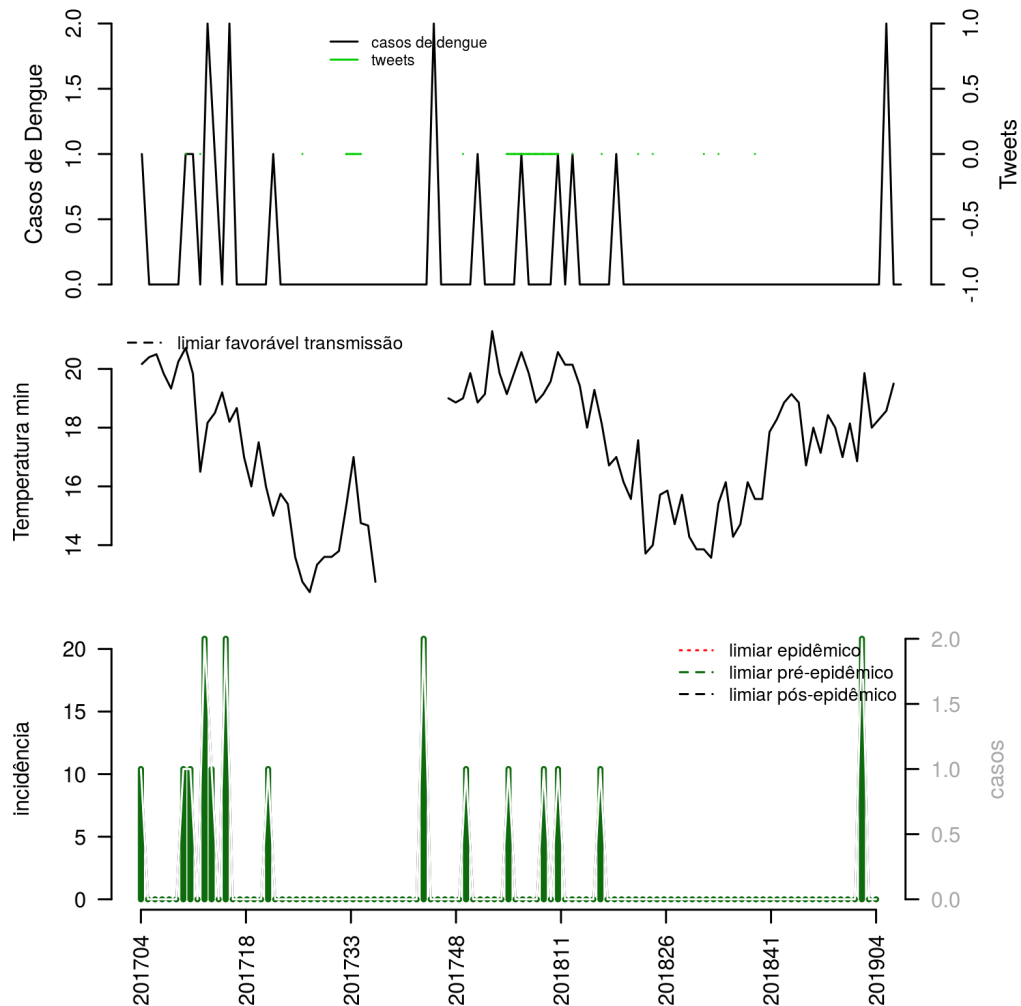 casos de dengue
tweets
Casos de Dengue
0.0
0.5
1.0
1.5
2.0
Tweets
-1.0
-0.5
0.0
0.5
1.0
limiar favorável transmissão
Temperatura min
14
16
18
20
limiar epidêmico
limiar pré-epidêmico
limiar pós-epidêmico
incidência
0
5
10
15
20
casos
0.0
0.5
1.0
1.5
2.0
201704
201718
201733
201748
201811
201826
201841
201904